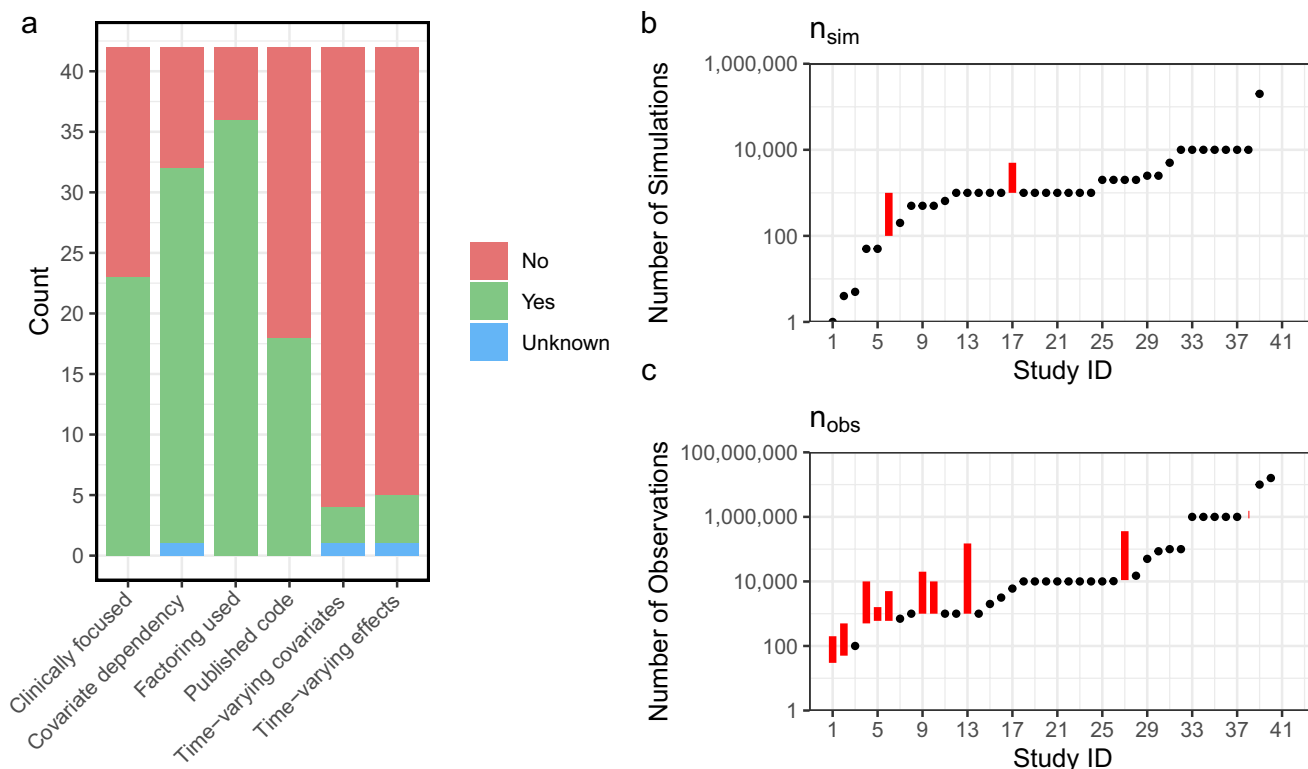 a
40
35
30
25
20
15
10
5
0
Count
Clinically focused
Covariate dependency
Factoring used
Published code
Time−varying covariates
Time−varying effects
No
Yes
Unknown
b
n_sim
Number of Simulations
1,000,000
10,000
100
1
1 5 9 13 17 21 25 29 33 37 41
Study ID
c
n_obs
Number of Observations
100,000,000
1,000,000
10,000
100
1
1 5 9 13 17 21 25 29 33 37 41
Study ID